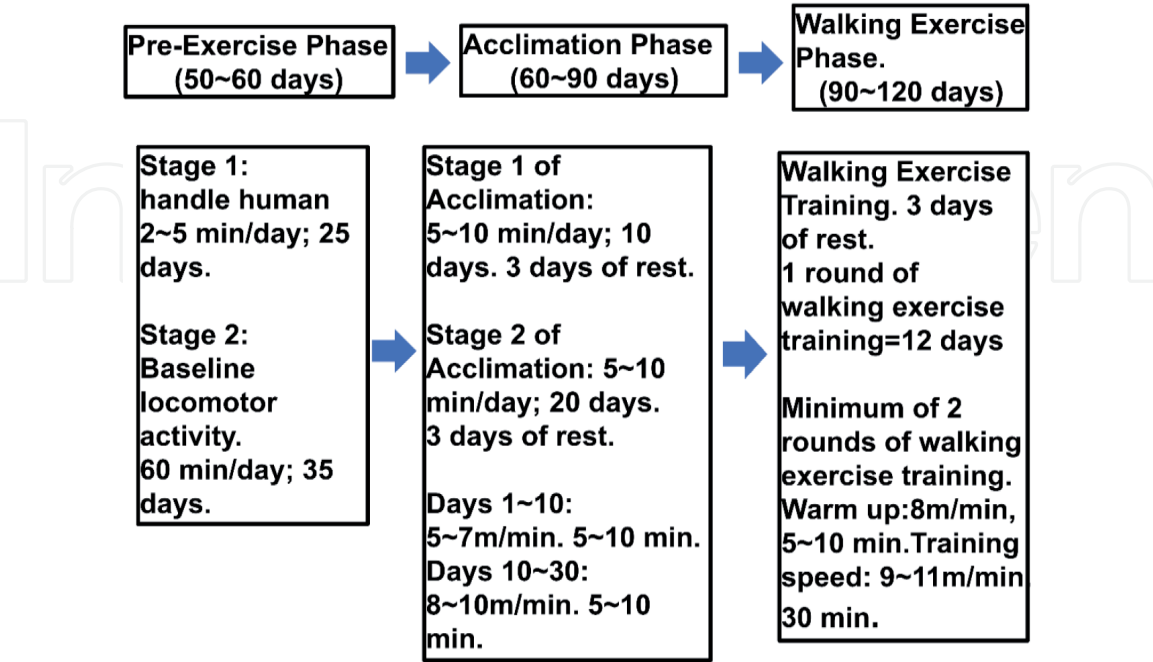 Pre-Exercise Phase
(50~60 days)
Acclimation Phase
(60~90 days)
Walking Exercise
Phase.
(90~120 days)
Stage 1:
handle human
2~5 min/day; 25
days.
Stage 2:
Baseline
locomotor
activity.
60 min/day; 35
days.
Stage 1 of
Acclimation:
5~10 min/day; 10
days. 3 days of rest.
Stage 2 of
Acclimation: 5~10
min/day; 20 days.
3 days of rest.
Days 1~10:
5~7m/min. 5~10 min.
Days 10~30:
8~10m/min. 5~10
min.
Walking Exercise
Training. 3 days
of rest.
1 round of
walking exercise
training=12 days
Minimum of 2
rounds of walking
exercise training.
Warm up:8m/min,
5~10 min.Training
speed: 9~11m/min
30 min.